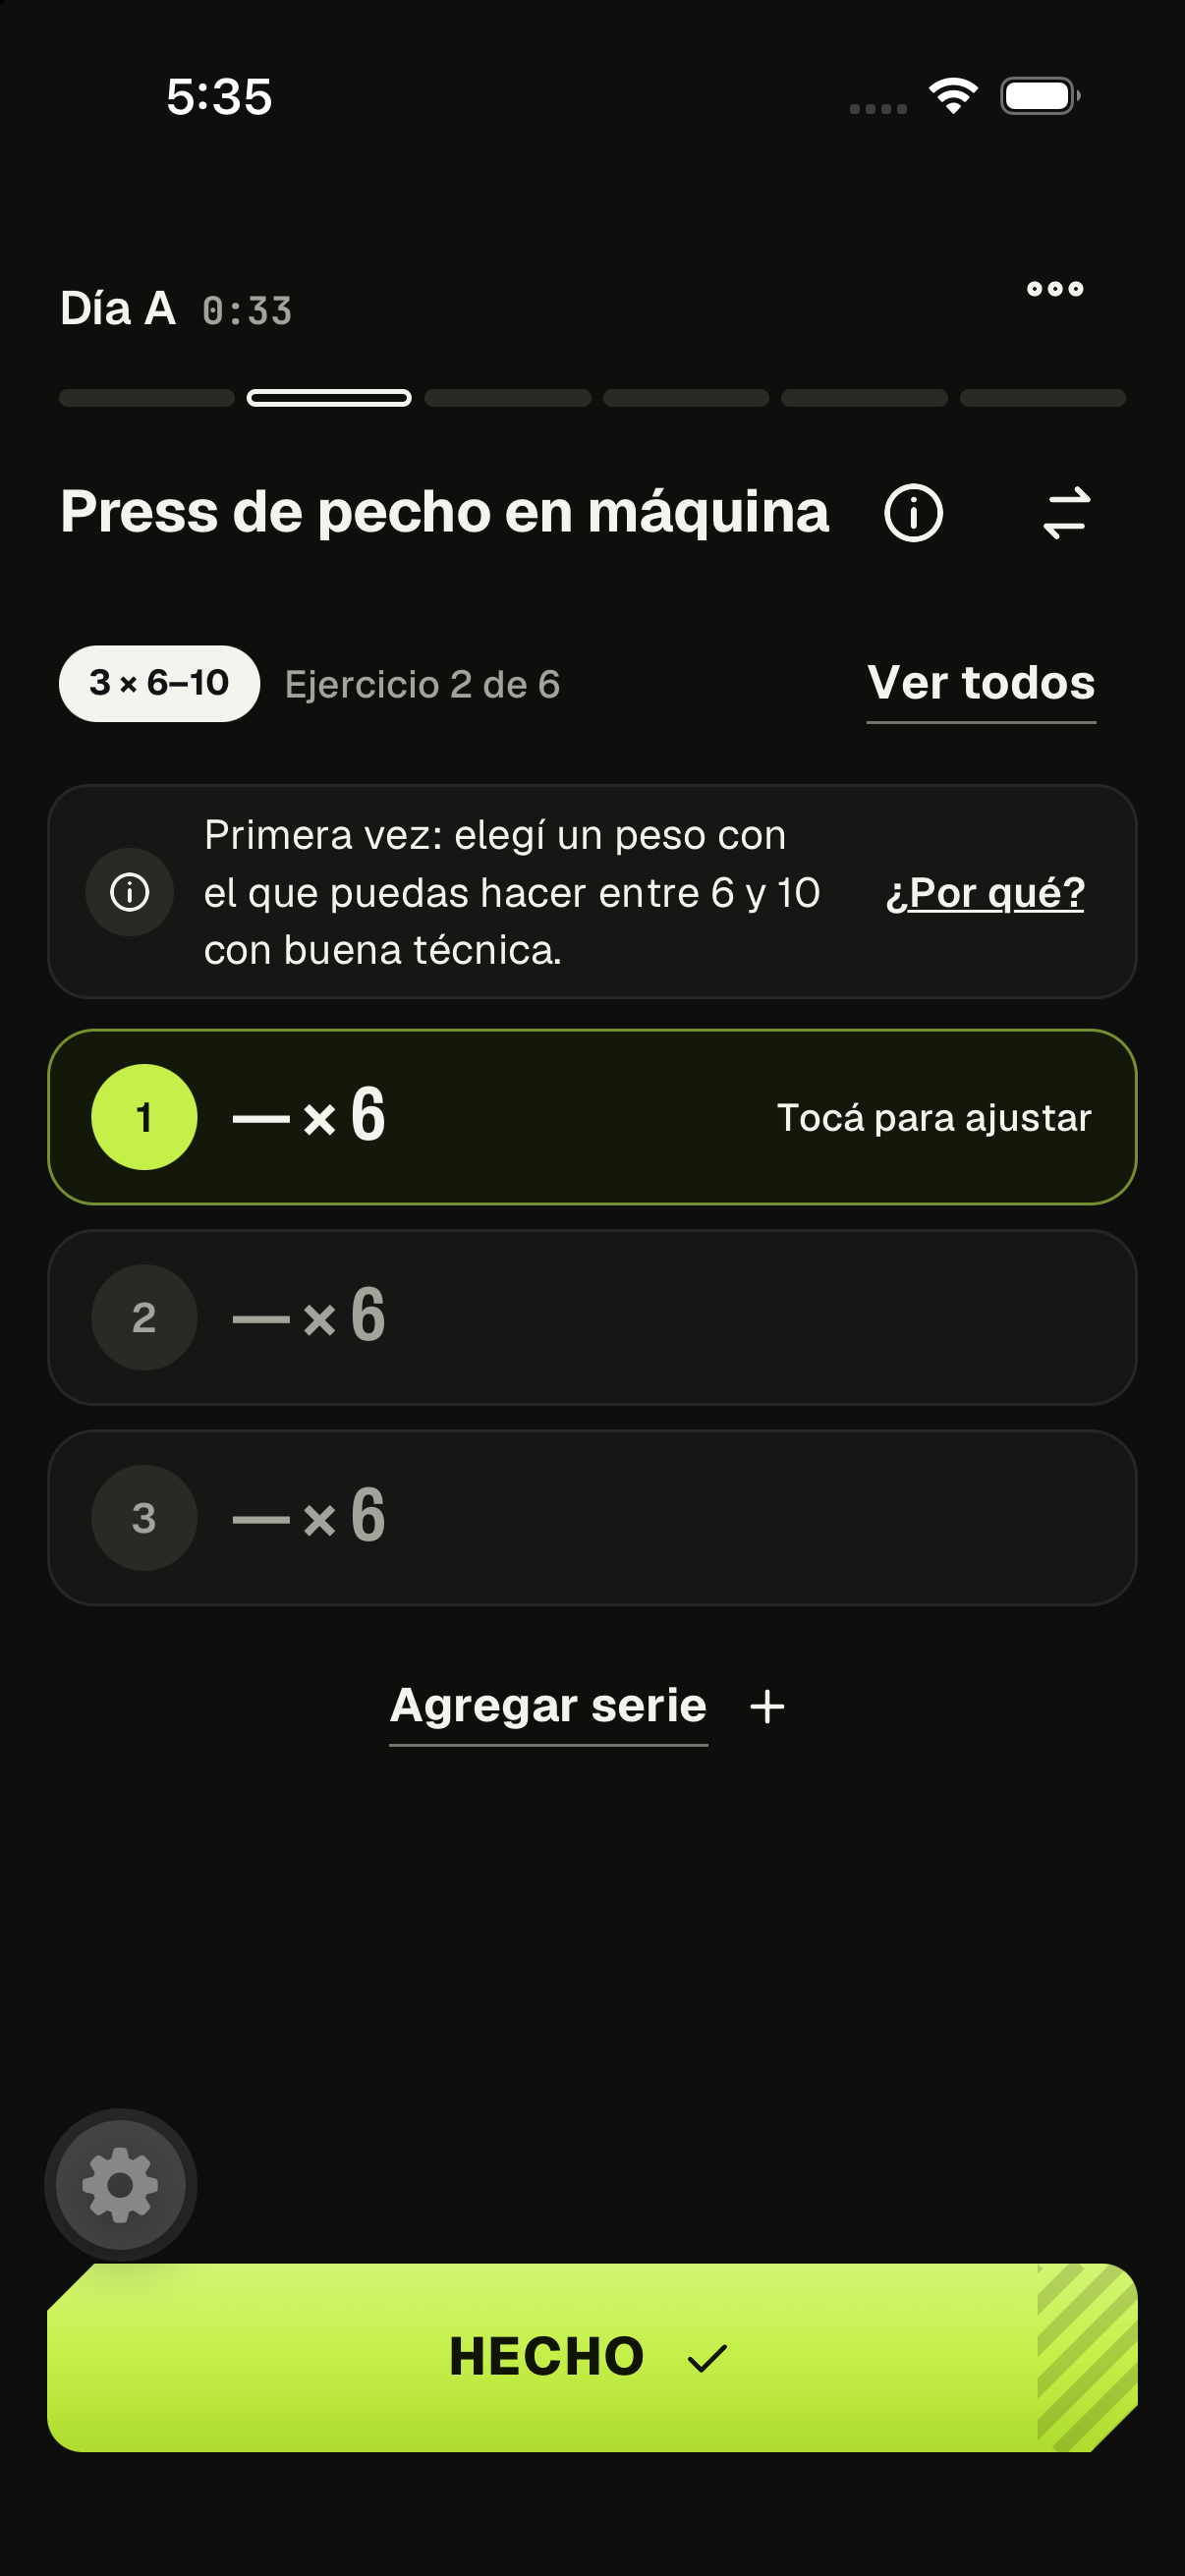 5:35
Día A 0:33
Press de pecho en máquina
3 × 6–10 Ejercicio 2 de 6 Ver todos
Primera vez: elegí un peso con
el que puedas hacer entre 6 y 10
con buena técnica.
¿Por qué?
1 — × 6 Tocá para ajustar
2 — × 6
3 — × 6
Agregar serie +
HECHO